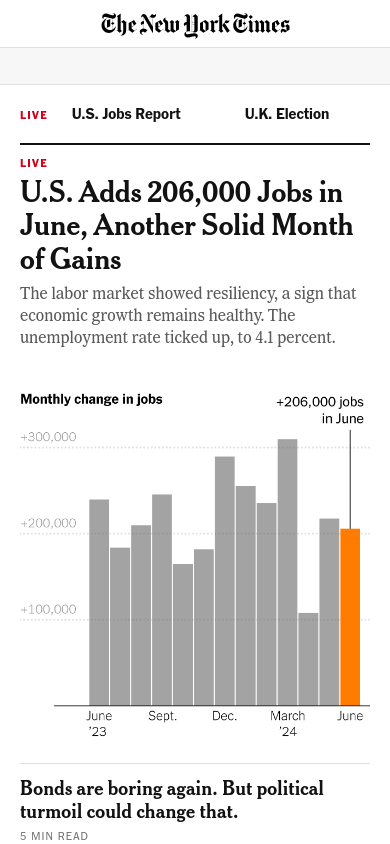 The New York Times
LIVE U.S. Jobs Report U.K. Election
LIVE
U.S. Adds 206,000 Jobs in
June, Another Solid Month
of Gains
The labor market showed resiliency, a sign that
economic growth remains healthy. The
unemployment rate ticked up, to 4.1 percent.
Monthly change in jobs
+206,000 jobs
in June
+300,000
+200,000
+100,000
June Sept. Dec. March June
'23 '24
Bonds are boring again. But political
turmoil could change that.
5 MIN READ